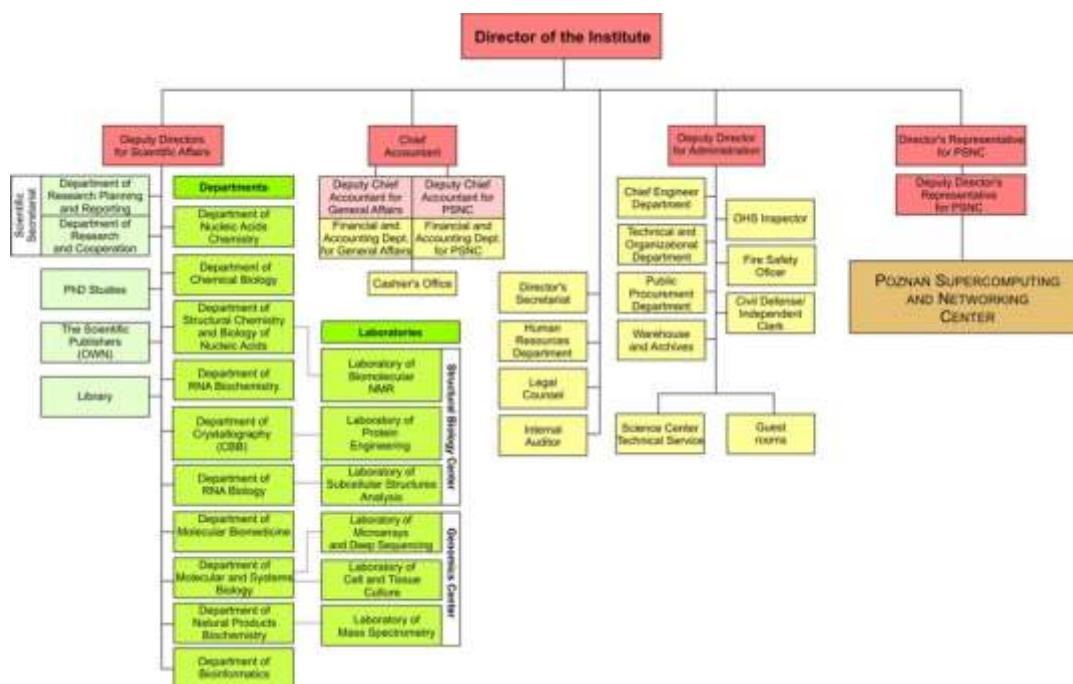 Director of the Institute
Deputy Directors
for Scientific Affairs
Chief
Accountant
Deputy Director
for Administration
Director's Representative
for PSNC
Deputy Director's
Representative
for PSNC
Scientific
Secretariat
Department of
Research Planning
and Reporting
Department of
Research
and Cooperation
PhD Studies
The Scientific
Publishers
(OWN)
Library
Departments
Department of
Nucleic Acids
Chemistry
Department of
Chemical Biology
Department of
Structural Chemistry
and Biology of
Nucleic Acids
Department of
RNA Biochemistry
Department of
Crystallography
(CBB)
Department of
RNA Biology
Department of
Molecular Biomedicine
Department of
Molecular and Systems
Biology
Department of
Natural Products
Biochemistry
Department of
Bioinformatics
Deputy Chief
Accountant for
General Affairs
Deputy Chief
Accountant for
PSNC
Financial and
Accounting Dept.
for General Affairs
Financial and
Accounting Dept.
for PSNC
Cashier's Office
Laboratories
Laboratory of
Biomolecular
NMR
Laboratory of
Protein
Engineering
Laboratory of
Subcellular Structures
Analysis
Structural Biology Center
Laboratory of
Microarrays
and Deep Sequencing
Laboratory of
Cell and Tissue
Culture
Laboratory of
Mass Spectrometry
Genomics Center
Director's
Secretariat
Human
Resources
Department
Legal
Counsel
Internal
Auditor
Chief Engineer
Department
Technical and
Organizational
Department
Public
Procurement
Department
Warehouse
and Archives
OHS Inspector
Fire Safety
Oficer
Civil Defense/
Independent
Clerk
Science Center
Technical Service
Guest
rooms
POZNAN SUPERCOMPUTING
AND NETWORKING
CENTER